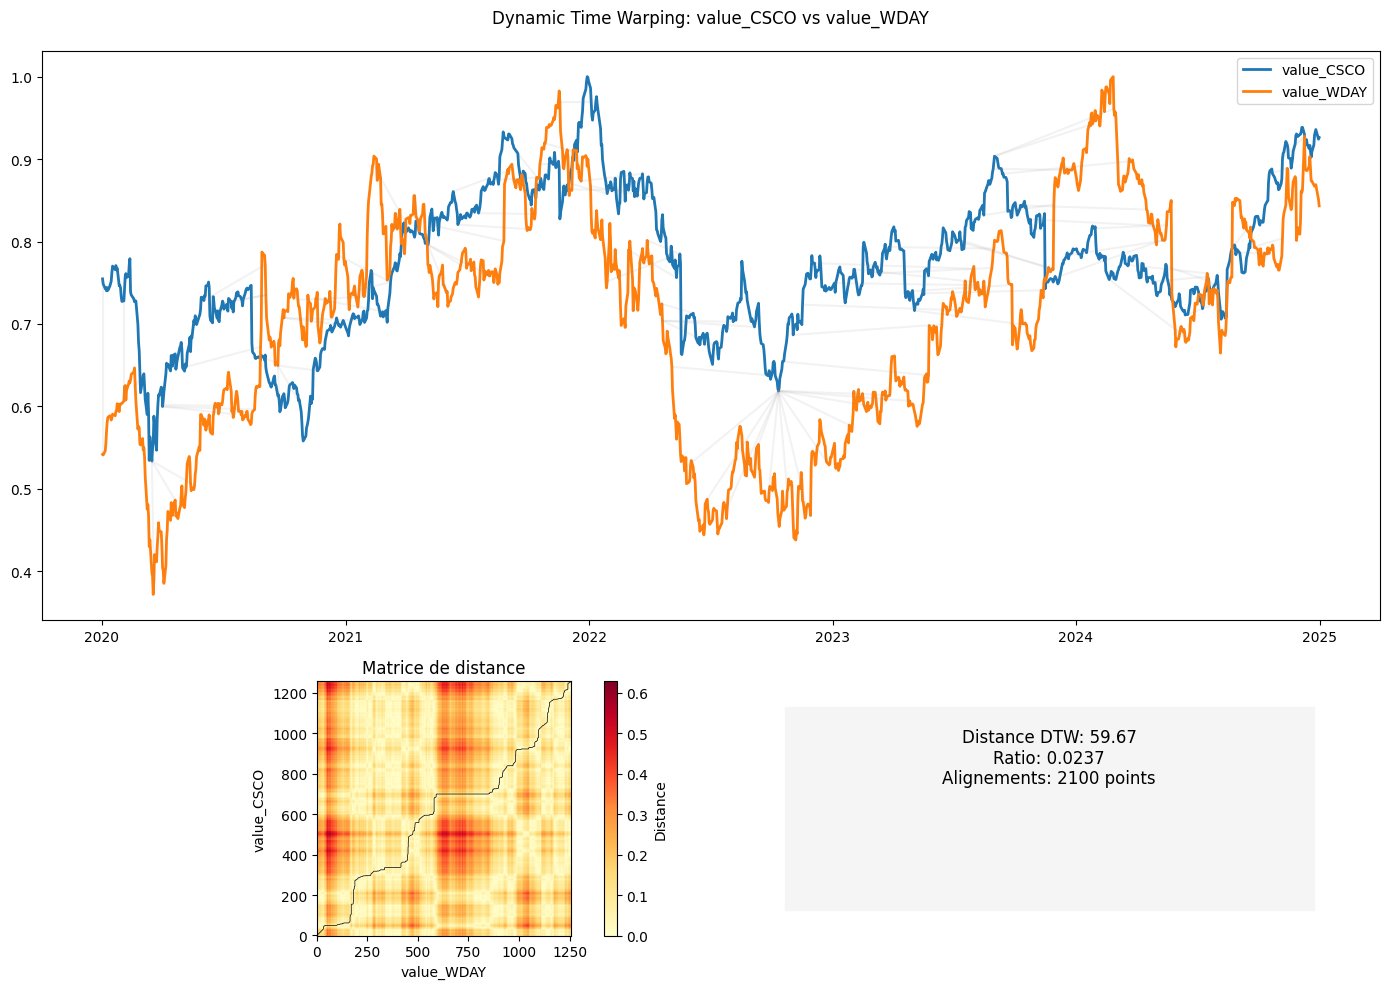 Dynamic Time Warping: value_CSCO vs value_WDAY
value_CSCO
value_WDAY
1.0
0.9
0.8
0.7
0.6
0.5
0.4
2020 2021 2022 2023 2024 2025
Matrice de distance
value_CSCO
1200
1000
800
600
400
200
0
0 250 500 750 1000 1250
value_WDAY
0.6
0.5
0.4
0.3
0.2
0.1
0.0
Distance
Distance DTW: 59.67
Ratio: 0.0237
Alignements: 2100 points